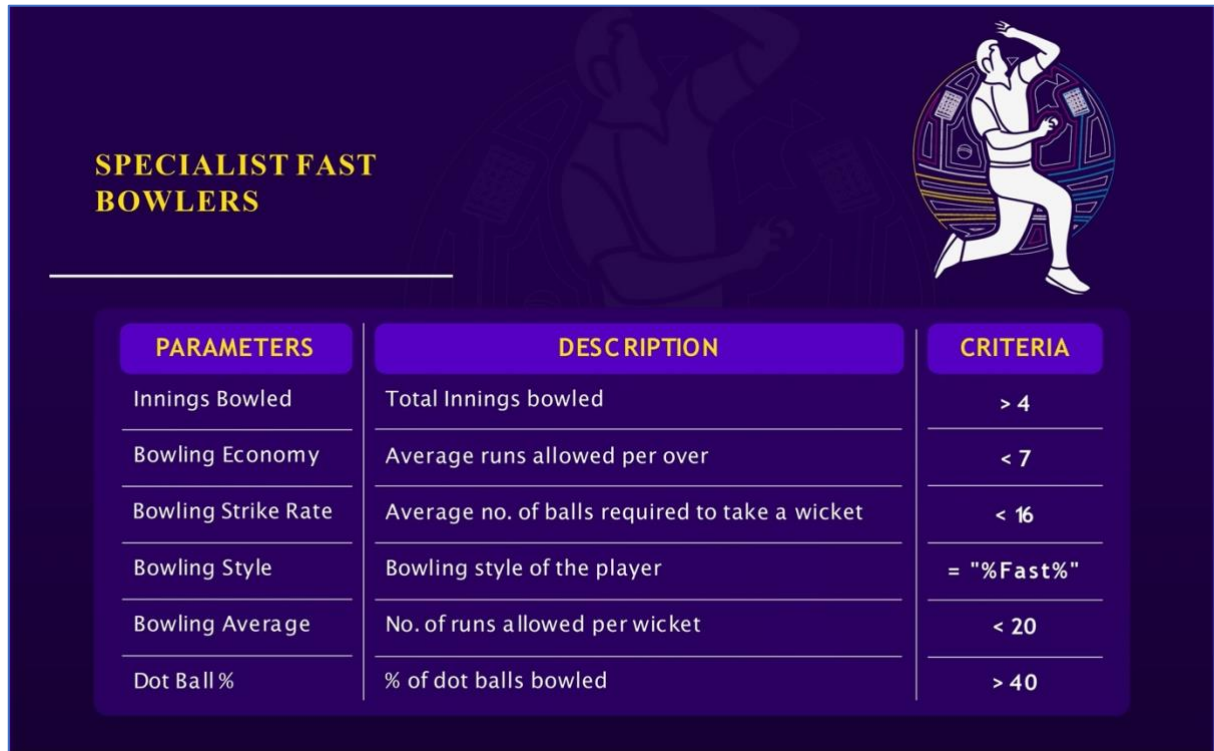 SPECIALIST FAST
BOWLERS
PARAMETERS DESCRIPTION CRITERIA
Innings Bowled Total Innings bowled > 4
Bowling Economy Average runs allowed per over < 7
Bowling Strike Rate Average no. of balls required to take a wicket < 16
Bowling Style Bowling style of the player = "%Fast%"
Bowling Average No. of runs allowed per wicket < 20
Dot Ball % % of dot balls bowled > 40